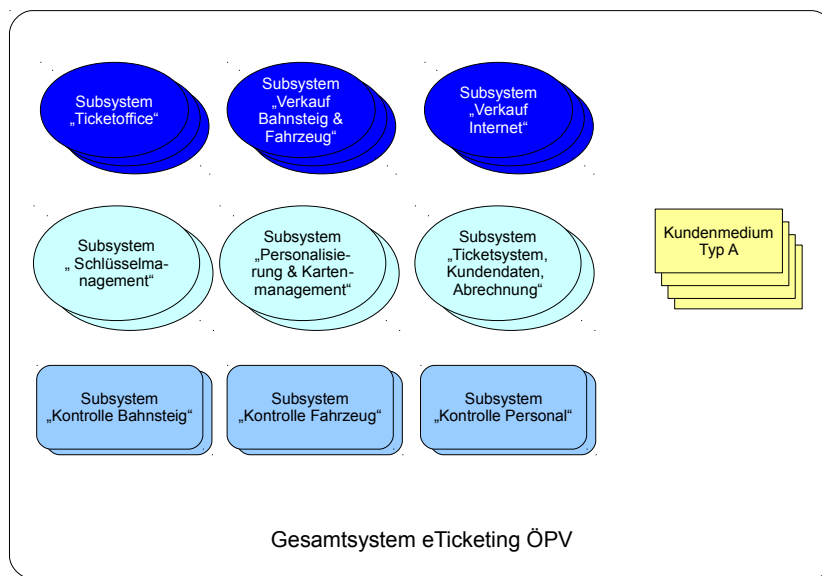 Subsystem
„Ticketoffice“
Subsystem
„Verkauf
Bahnsteig &
Fahrzeug“
Subsystem
„Verkauf
Internet“
Subsystem
„ Schlüsselma-
nagement“
Subsystem
„Personalisie-
rung & Karten-
management“
Subsystem
„Ticketsystem,
Kundendaten,
Abrechnung“
Kundenmedium
Typ A
Subsystem
„Kontrolle Bahnsteig“
Subsystem
„Kontrolle Fahrzeug“
Subsystem
„Kontrolle Personal“
Gesamtsystem eTicketing ÖPV